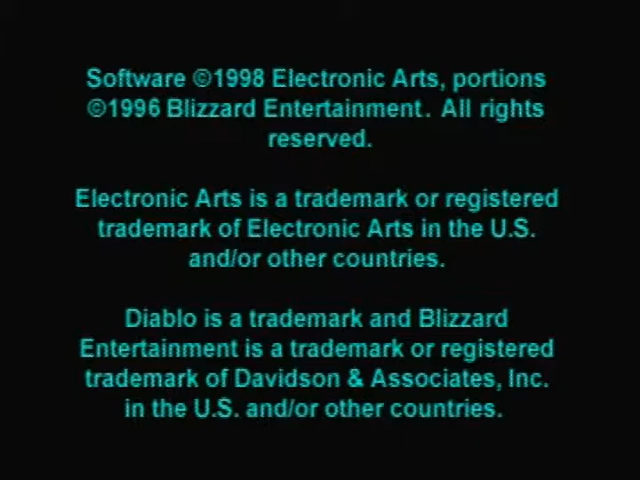 Software ©1998 Electronic Arts, portions
©1996 Blizzard Entertainment. All rights
reserved.
Electronic Arts is a trademark or registered
trademark of Electronic Arts in the U.S.
and/or other countries.
Diablo is a trademark and Blizzard
Entertainment is a trademark or registered
trademark of Davidson & Associates, Inc.
in the U.S. and/or other countries.